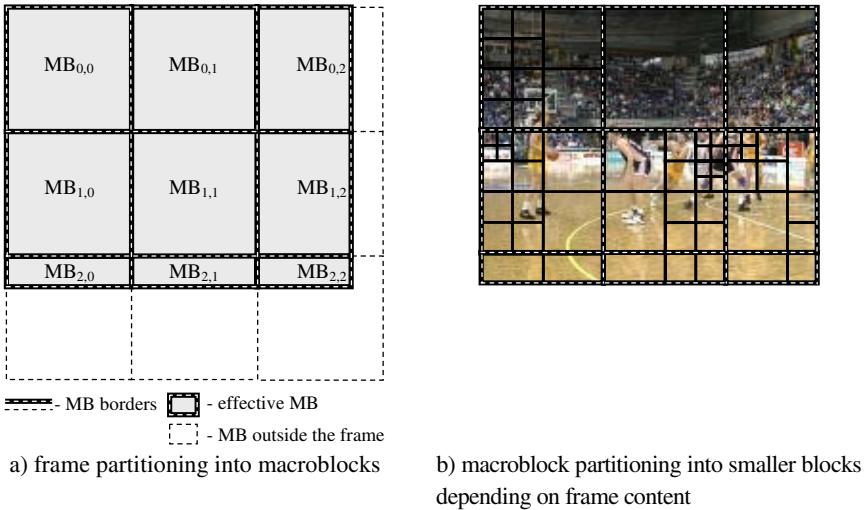 MB0,0 MB0,1 MB0,2
MB1,0 MB1,1 MB1,2
MB2,0 MB2,1 MB2,2
- MB borders - effective MB
- MB outside the frame
a) frame partitioning into macroblocks
b) macroblock partitioning into smaller blocks
depending on frame content